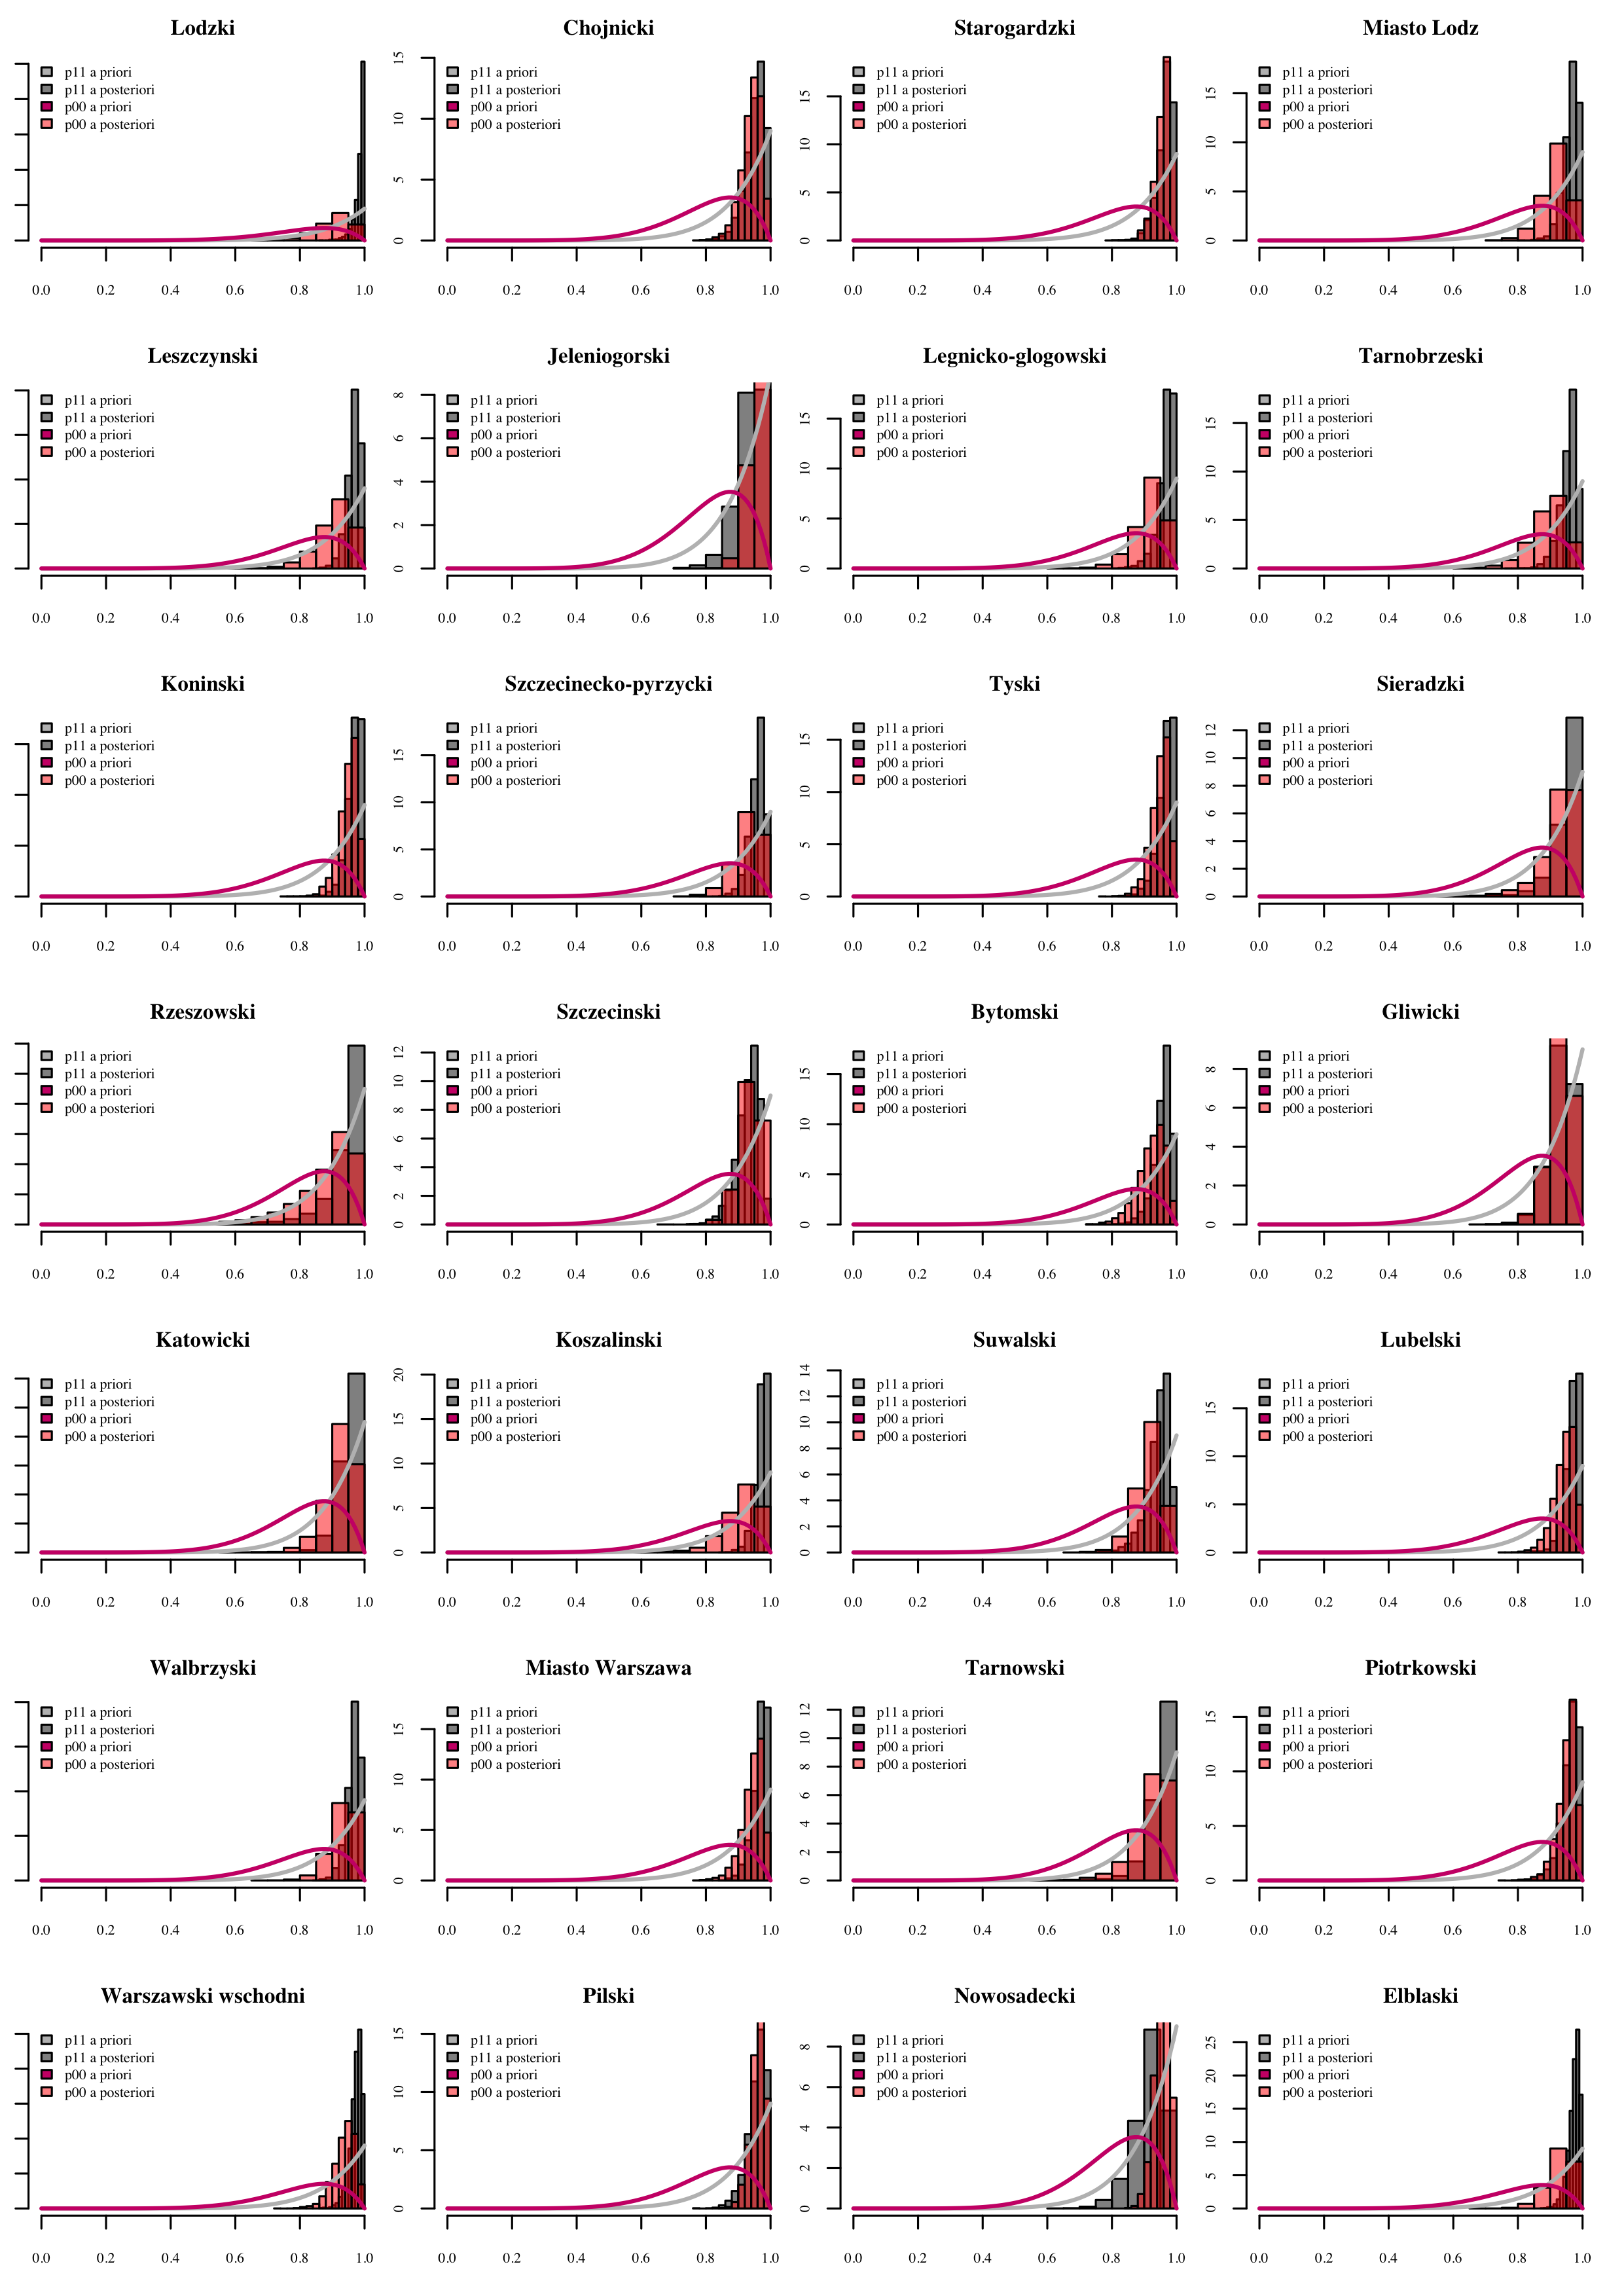 Lodzki
p11 a priori
p11 a posteriori
p00 a priori
p00 a posteriori
0.0 0.2 0.4 0.6 0.8 1.0
Chojnicki
p11 a priori
p11 a posteriori
p00 a priori
p00 a posteriori
0 5 10 15
0.0 0.2 0.4 0.6 0.8 1.0
Starogardzki
p11 a priori
p11 a posteriori
p00 a priori
p00 a posteriori
0 5 10 15
0.0 0.2 0.4 0.6 0.8 1.0
Miasto Lodz
p11 a priori
p11 a posteriori
p00 a priori
p00 a posteriori
0 5 10 15
0.0 0.2 0.4 0.6 0.8 1.0
Leszczynski
p11 a priori
p11 a posteriori
p00 a priori
p00 a posteriori
0.0 0.2 0.4 0.6 0.8 1.0
Jeleniogorski
p11 a priori
p11 a posteriori
p00 a priori
p00 a posteriori
0 2 4 6 8
0.0 0.2 0.4 0.6 0.8 1.0
Legnicko-glogowski
p11 a priori
p11 a posteriori
p00 a priori
p00 a posteriori
0 5 10 15
0.0 0.2 0.4 0.6 0.8 1.0
Tarnobrzeski
p11 a priori
p11 a posteriori
p00 a priori
p00 a posteriori
0 5 10 15
0.0 0.2 0.4 0.6 0.8 1.0
Koninski
p11 a priori
p11 a posteriori
p00 a priori
p00 a posteriori
0.0 0.2 0.4 0.6 0.8 1.0
Szczecinecko-pyrzycki
p11 a priori
p11 a posteriori
p00 a priori
p00 a posteriori
0 5 10 15
0.0 0.2 0.4 0.6 0.8 1.0
Tyski
p11 a priori
p11 a posteriori
p00 a priori
p00 a posteriori
0 5 10 15
0.0 0.2 0.4 0.6 0.8 1.0
Sieradzki
p11 a priori
p11 a posteriori
p00 a priori
p00 a posteriori
0 2 4 6 8 10 12
0.0 0.2 0.4 0.6 0.8 1.0
Rzeszowski
p11 a priori
p11 a posteriori
p00 a priori
p00 a posteriori
0.0 0.2 0.4 0.6 0.8 1.0
Szczecinski
p11 a priori
p11 a posteriori
p00 a priori
p00 a posteriori
0 2 4 6 8 10 12
0.0 0.2 0.4 0.6 0.8 1.0
Bytomski
p11 a priori
p11 a posteriori
p00 a priori
p00 a posteriori
0 5 10 15
0.0 0.2 0.4 0.6 0.8 1.0
Gliwicki
p11 a priori
p11 a posteriori
p00 a priori
p00 a posteriori
0 2 4 6 8
0.0 0.2 0.4 0.6 0.8 1.0
Katowicki
p11 a priori
p11 a posteriori
p00 a priori
p00 a posteriori
0.0 0.2 0.4 0.6 0.8 1.0
Koszalinski
p11 a priori
p11 a posteriori
p00 a priori
p00 a posteriori
0 5 10 15 20
0.0 0.2 0.4 0.6 0.8 1.0
Suwalski
p11 a priori
p11 a posteriori
p00 a priori
p00 a posteriori
0 2 4 6 8 10 12 14
0.0 0.2 0.4 0.6 0.8 1.0
Lubelski
p11 a priori
p11 a posteriori
p00 a priori
p00 a posteriori
0 5 10 15
0.0 0.2 0.4 0.6 0.8 1.0
Walbrzyski
p11 a priori
p11 a posteriori
p00 a priori
p00 a posteriori
0.0 0.2 0.4 0.6 0.8 1.0
Miasto Warszawa
p11 a priori
p11 a posteriori
p00 a priori
p00 a posteriori
0 5 10 15
0.0 0.2 0.4 0.6 0.8 1.0
Tarnowski
p11 a priori
p11 a posteriori
p00 a priori
p00 a posteriori
0 2 4 6 8 10 12
0.0 0.2 0.4 0.6 0.8 1.0
Piotrkowski
p11 a priori
p11 a posteriori
p00 a priori
p00 a posteriori
0 5 10 15
0.0 0.2 0.4 0.6 0.8 1.0
Warszawski wschodni
p11 a priori
p11 a posteriori
p00 a priori
p00 a posteriori
0.0 0.2 0.4 0.6 0.8 1.0
Pilski
p11 a priori
p11 a posteriori
p00 a priori
p00 a posteriori
0 5 10 15
0.0 0.2 0.4 0.6 0.8 1.0
Nowosadecki
p11 a priori
p11 a posteriori
p00 a priori
p00 a posteriori
0 2 4 6 8
0.0 0.2 0.4 0.6 0.8 1.0
Elblaski
p11 a priori
p11 a posteriori
p00 a priori
p00 a posteriori
0 5 10 15 20 25
0.0 0.2 0.4 0.6 0.8 1.0